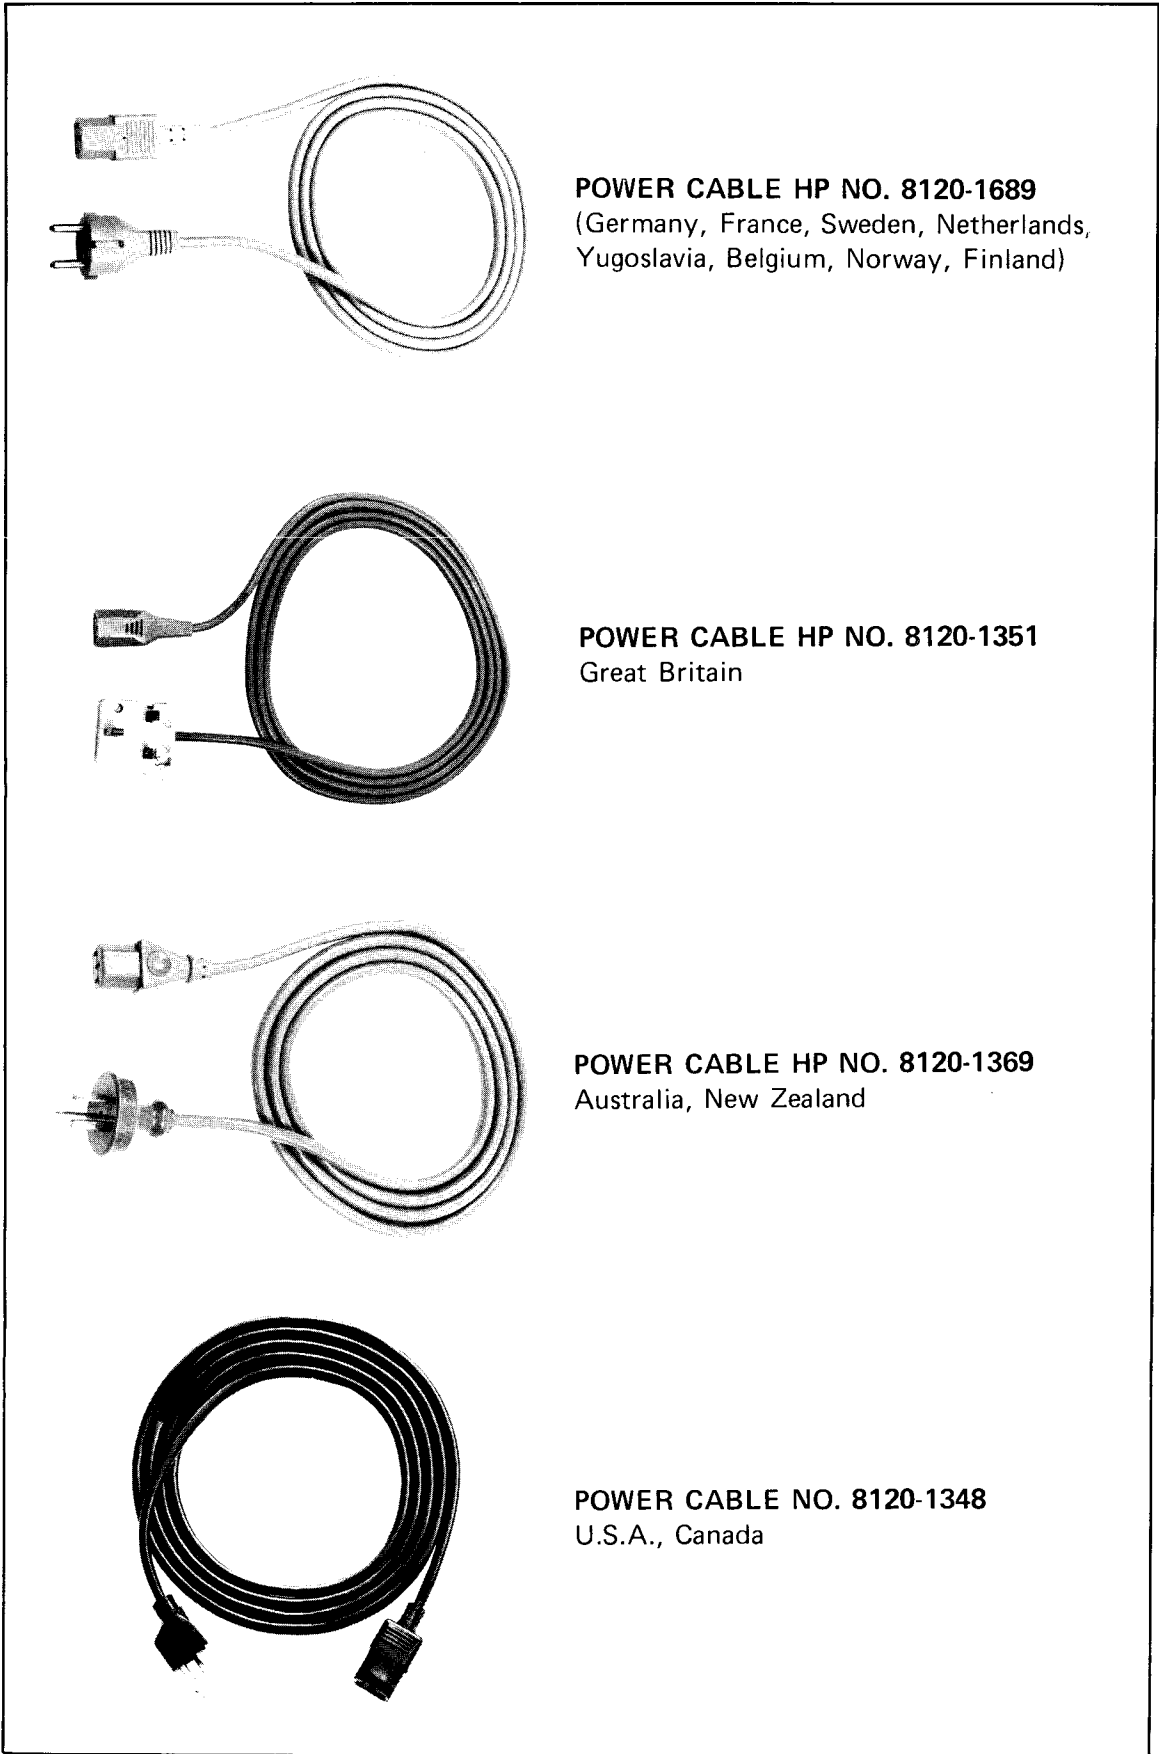 POWER CABLE HP NO. 8120-1689
(Germany, France, Sweden, Netherlands,
Yugoslavia, Belgium, Norway, Finland)
POWER CABLE HP NO. 8120-1351
Great Britain
POWER CABLE HP NO. 8120-1369
Australia, New Zealand
POWER CABLE NO. 8120-1348
U.S.A., Canada